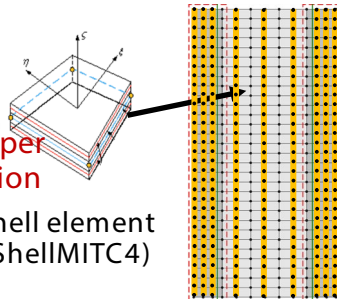 ζ
η
ξ
per
ion
hell element
ShellMITC4)